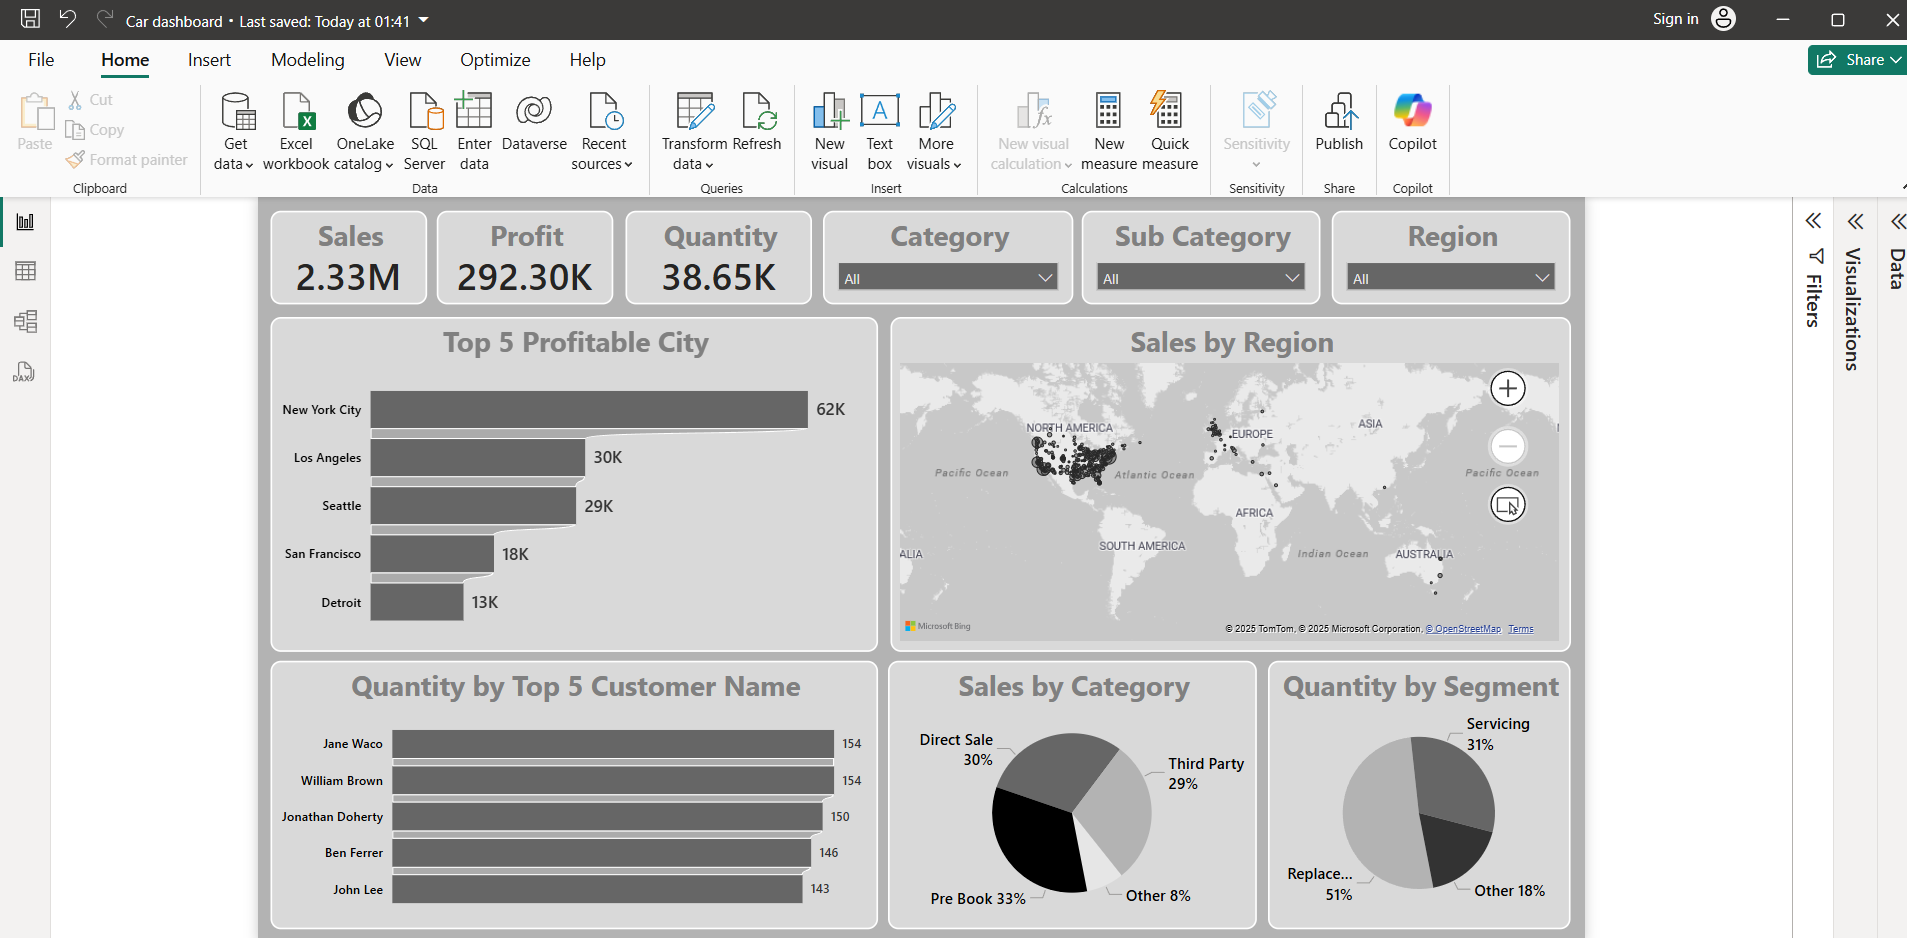 Car dashboard • Last saved: Today at 01:41
Sign in
File
Home
Insert
Modeling
View
Optimize
Help
Share
Paste
Cut
Copy
Format painter
Clipboard
Get
data
Excel
workbook
OneLake
catalog
SQL
Server
Enter
data
Dataverse
Recent
sources
Data
Transform
data
Refresh
Queries
New
visual
Text
box
More
visuals
Insert
New visual
calculation
New
measure
Quick
measure
Calculations
Sensitivity
Sensitivity
Publish
Share
Copilot
Copilot
DAX
Sales
2.33M
Profit
292.30K
Quantity
38.65K
Category
All
Sub Category
All
Region
All
Filters
Visualizations
Data
Top 5 Profitable City
New York City 62K
Los Angeles 30K
Seattle 29K
San Francisco 18K
Detroit 13K
Sales by Region
NORTH AMERICA
EUROPE
ASIA
Pacific Ocean
Atlantic Ocean
Pacific Ocean
AFRICA
SOUTH AMERICA
Indian Ocean
AUSTRALIA
ALIA
Microsoft Bing
© 2025 TomTom, © 2025 Microsoft Corporation, © OpenStreetMap Terms
Quantity by Top 5 Customer Name
Jane Waco 154
William Brown 154
Jonathan Doherty 150
Ben Ferrer 146
John Lee 143
Sales by Category
Direct Sale
30%
Third Party
29%
Pre Book 33%
Other 8%
Quantity by Segment
Servicing
31%
Replace...
51%
Other 18%